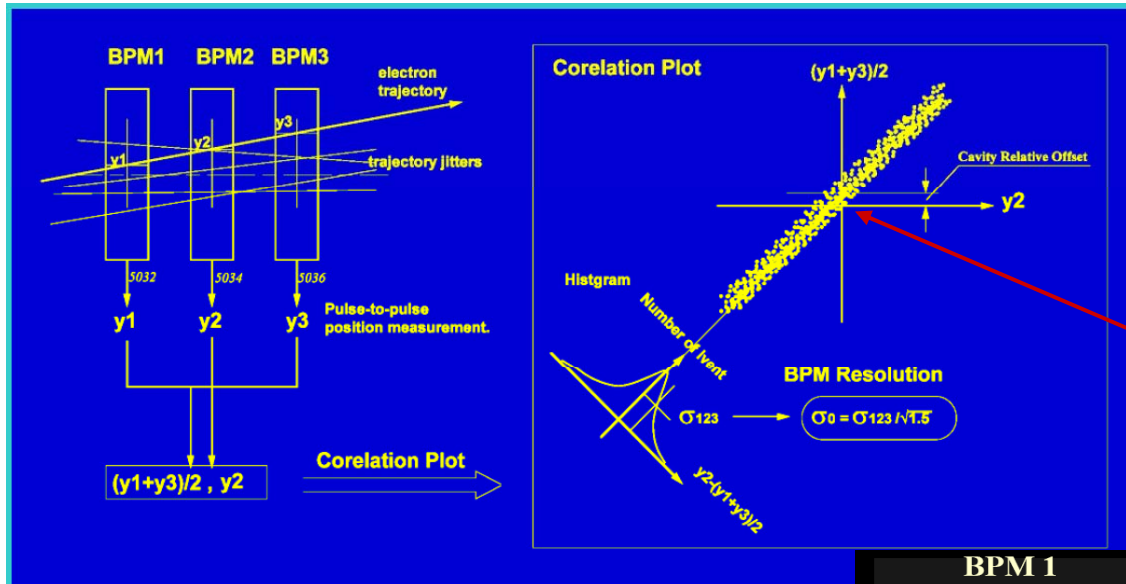 BPM1
BPM2
BPM3
electron
trajectory
y1
y2
y3
trajectory jitters
5032
5034
5036
y1
y2
y3
Pulse-to-pulse
position measurement.
(y1+y3)/2 , y2
Corelation Plot
Corelation Plot
(y1+y3)/2
Cavity Relative Offset
y2
Histgram
Number of Ivent
BPM Resolution
σ123
σ0 = σ123/√1.5
y2-(y1+y3)/2
BPM 1